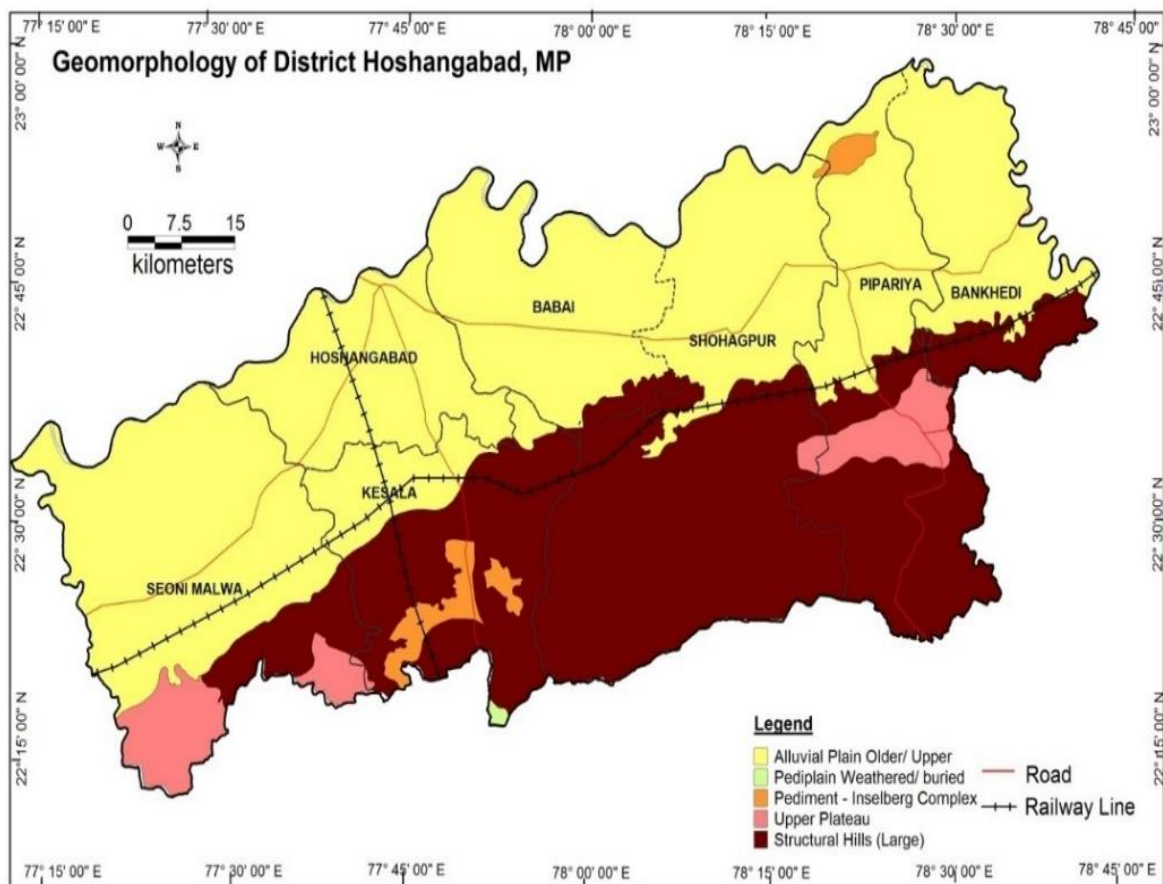 77° 15' 00" E 77° 30' 00" E 77° 45' 00" E 78° 00' 00" E 78° 15' 00" E 78° 30' 00" E 78° 45' 00" E
Geomorphology of District Hoshangabad, MP
23° 00' 00" N
23° 00' 00" N
N
W E
S
0 7.5 15
kilometers
22° 45' 00" N
22° 45' 00" N
BABAI
PIPARIYA
BANKHEDI
SHOHAGPUR
HOSHANGABAD
KESALA
22° 30' 00" N
22° 30' 00" N
SEONI MALWA
22° 15' 00" N
22° 15' 00" N
Legend
Alluvial Plain Older/ Upper
Pediplain Weathered/ buried
Pediment - Inselberg Complex
Upper Plateau
Structural Hills (Large)
Road
Railway Line
77° 15' 00" E 77° 30' 00" E 77° 45' 00" E 78° 00' 00" E 78° 15' 00" E 78° 30' 00" E 78° 45' 00" E